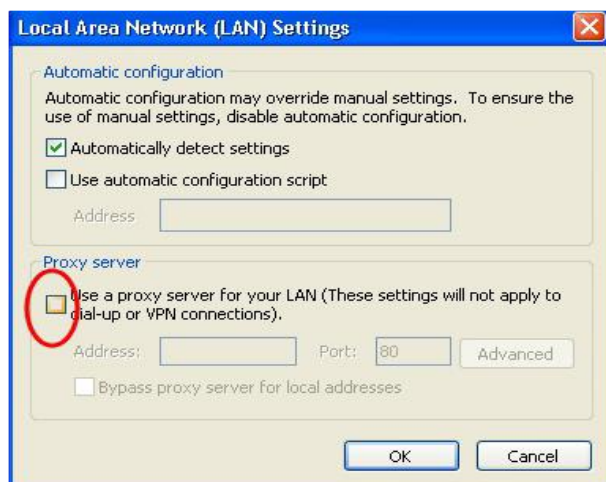 Local Area Network (LAN) Settings
Automatic configuration
Automatic configuration may override manual settings. To ensure the
use of manual settings, disable automatic configuration.
Automatically detect settings
Use automatic configuration script
Address
Proxy server
Use a proxy server for your LAN (These settings will not apply to
dial-up or VPN connections).
Address: Port: 80 Advanced
Bypass proxy server for local addresses
OK Cancel